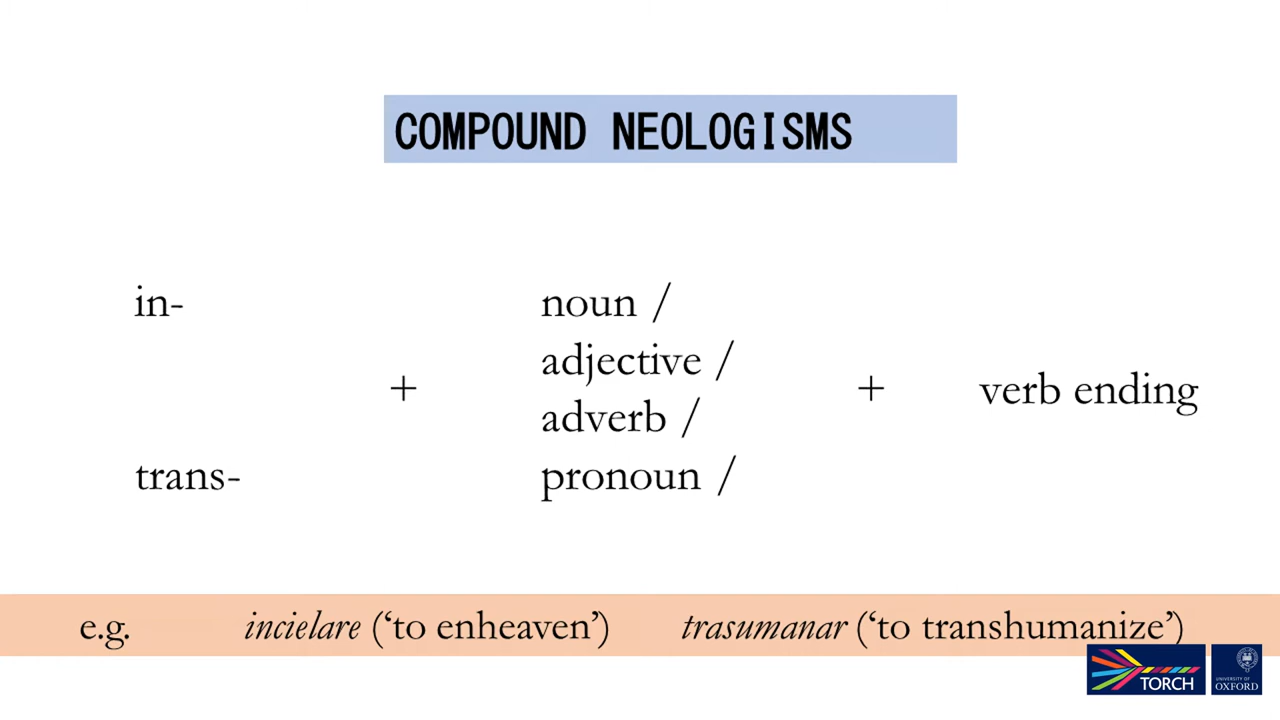 COMPOUND NEOLOGISMS
in-
trans-
+
noun /
adjective /
adverb /
pronoun /
+
verb ending
e.g. incielare (‘to enheaven’) trasumanar (‘to transhumanize’)
TORCH
UNIVERSITY OF
OXFORD